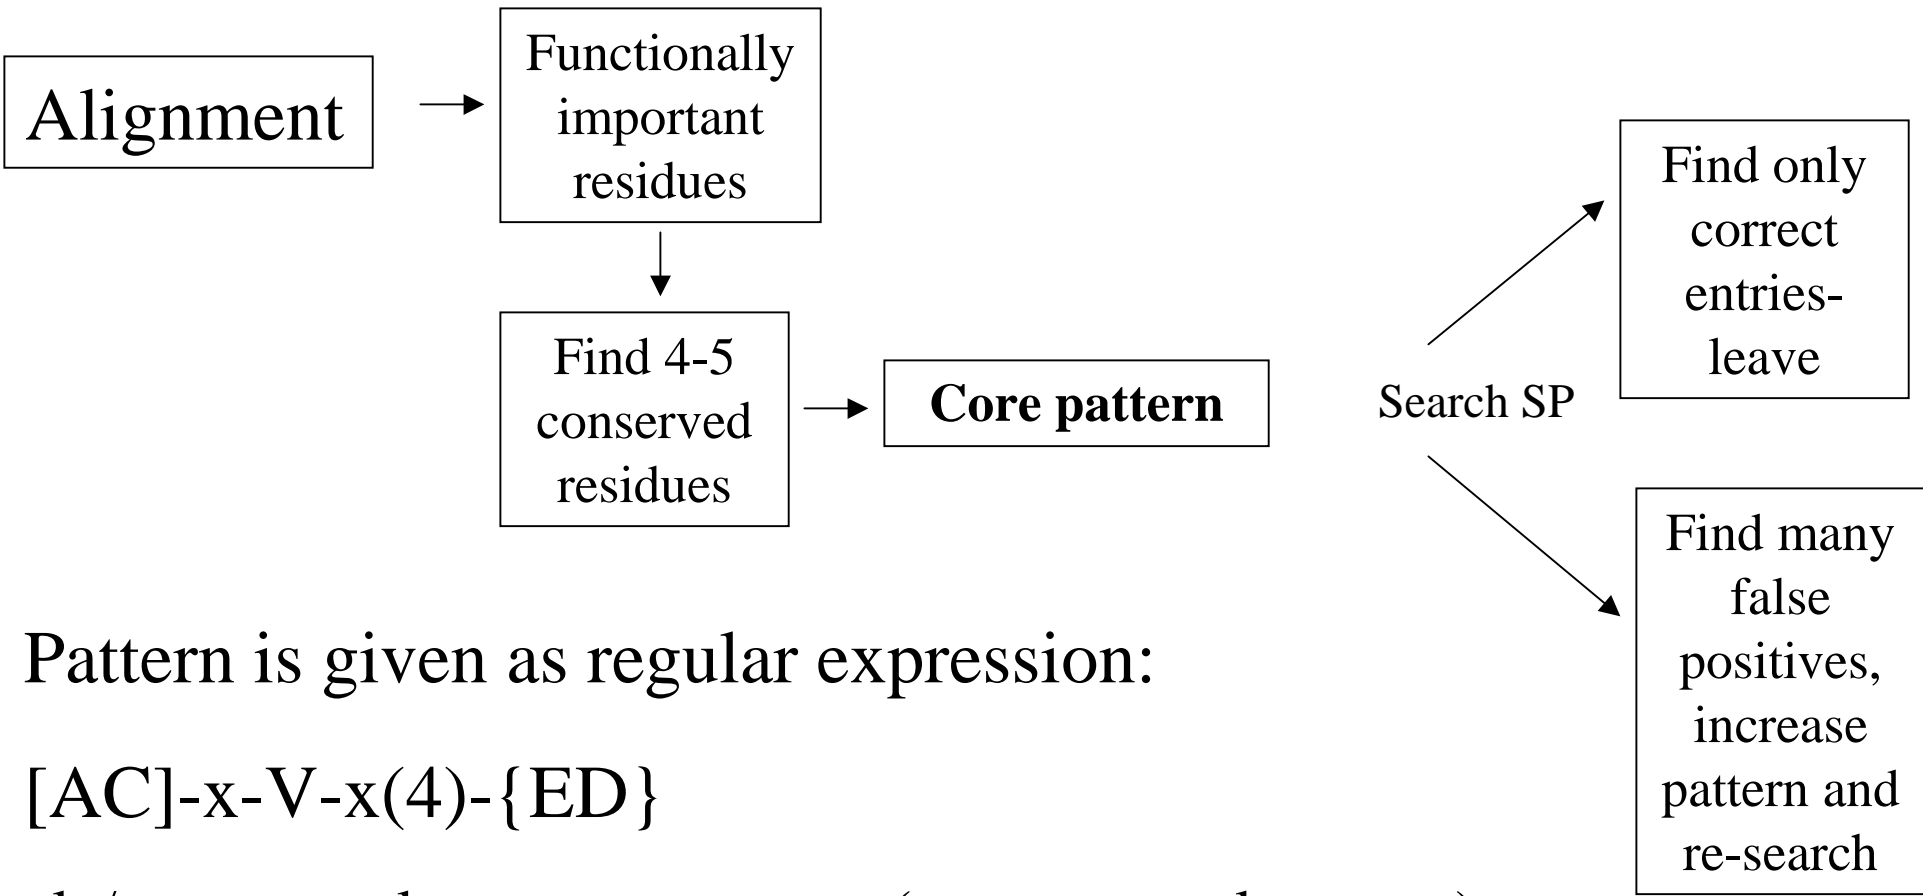 Alignment
Functionally
important
residues
Find 4-5
conserved
residues
Core pattern
Search SP
Find only
correct
entries-
leave
Find many
false
positives,
increase
pattern and
re-search
Pattern is given as regular expression:
[AC]-x-V-x(4)-{ED}